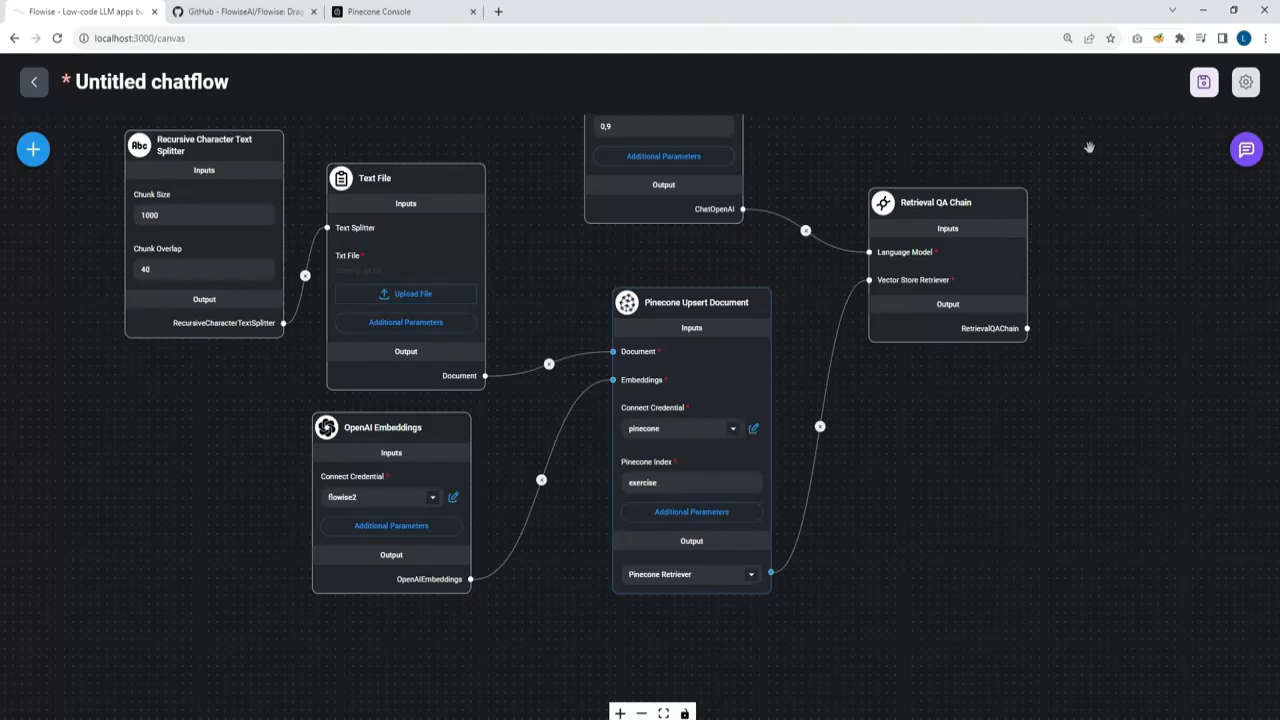 Flowise - Low-code LLM apps bu
GitHub - FlowiseAI/Flowise: Drag
Pinecone Console
localhost:3000/canvas
L
* Untitled chatflow
Abc
Recursive Character Text
Splitter
Inputs
Chunk Size
1000
Chunk Overlap
40
Output
RecursiveCharacterTextSplitter
Text File
Inputs
Text Splitter
Txt File *
Upload File
Additional Parameters
Output
Document
OpenAI Embeddings
Inputs
Connect Credential *
flowise2
Additional Parameters
Output
OpenAIEmbeddings
0,9
Additional Parameters
Output
ChatOpenAI
Pinecone Upsert Document
Inputs
Document *
Embeddings *
Connect Credential *
pinecone
Pinecone Index *
exercise
Additional Parameters
Output
Pinecone Retriever
Retrieval QA Chain
Inputs
Language Model *
Vector Store Retriever *
Output
RetrievalQAChain